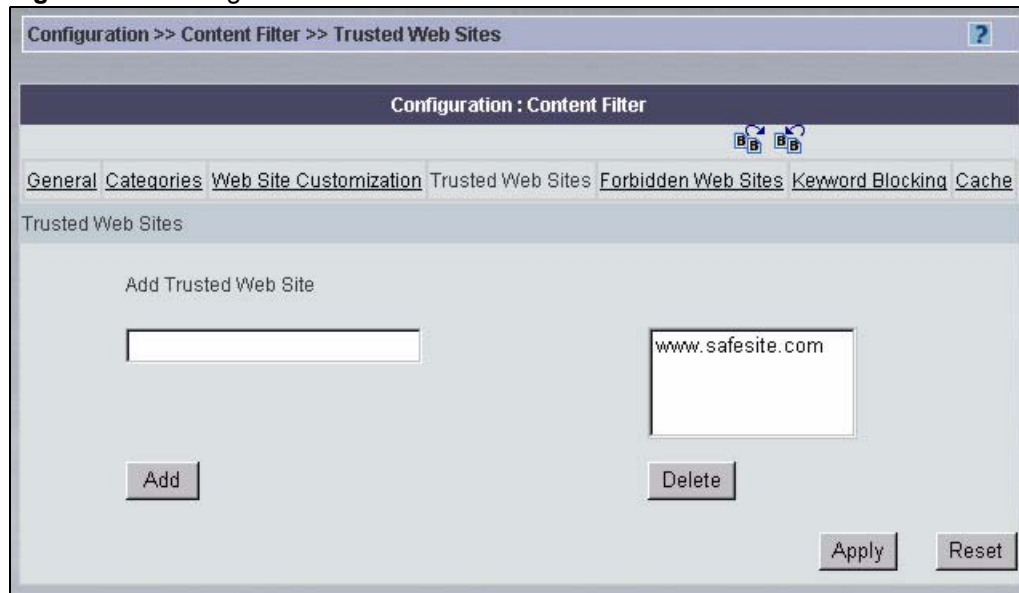 Configuration >> Content Filter >> Trusted Web Sites ?
Configuration : Content Filter
General Categories Web Site Customization Trusted Web Sites Forbidden Web Sites Keyword Blocking Cache
Trusted Web Sites
Add Trusted Web Site
www.safesite.com
Add Delete
Apply Reset